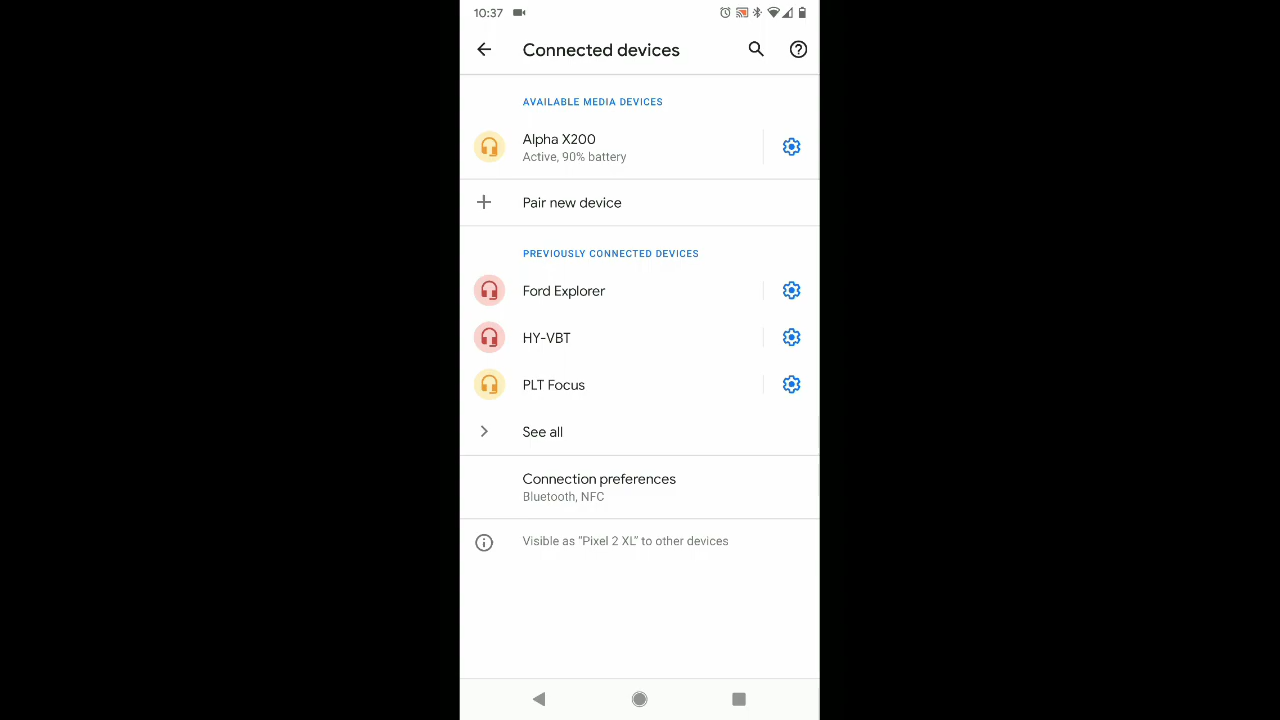 10:37
Connected devices
AVAILABLE MEDIA DEVICES
Alpha X200
Active, 90% battery
Pair new device
PREVIOUSLY CONNECTED DEVICES
Ford Explorer
HY-VBT
PLT Focus
See all
Connection preferences
Bluetooth, NFC
Visible as “Pixel 2 XL” to other devices